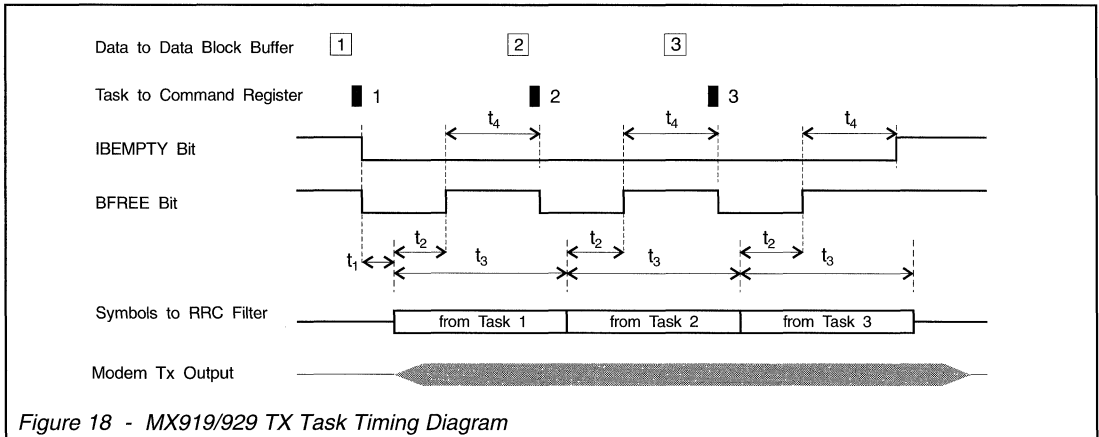 Data to Data Block Buffer 1 2 3
Task to Command Register 1 2 3
t4 t4 t4
IBEMPTY Bit
BFREE Bit
t2 t2 t2
t1 t3 t3 t3
Symbols to RRC Filter from Task 1 from Task 2 from Task 3
Modem Tx Output
Figure 18 - MX919/929 TX Task Timing Diagram